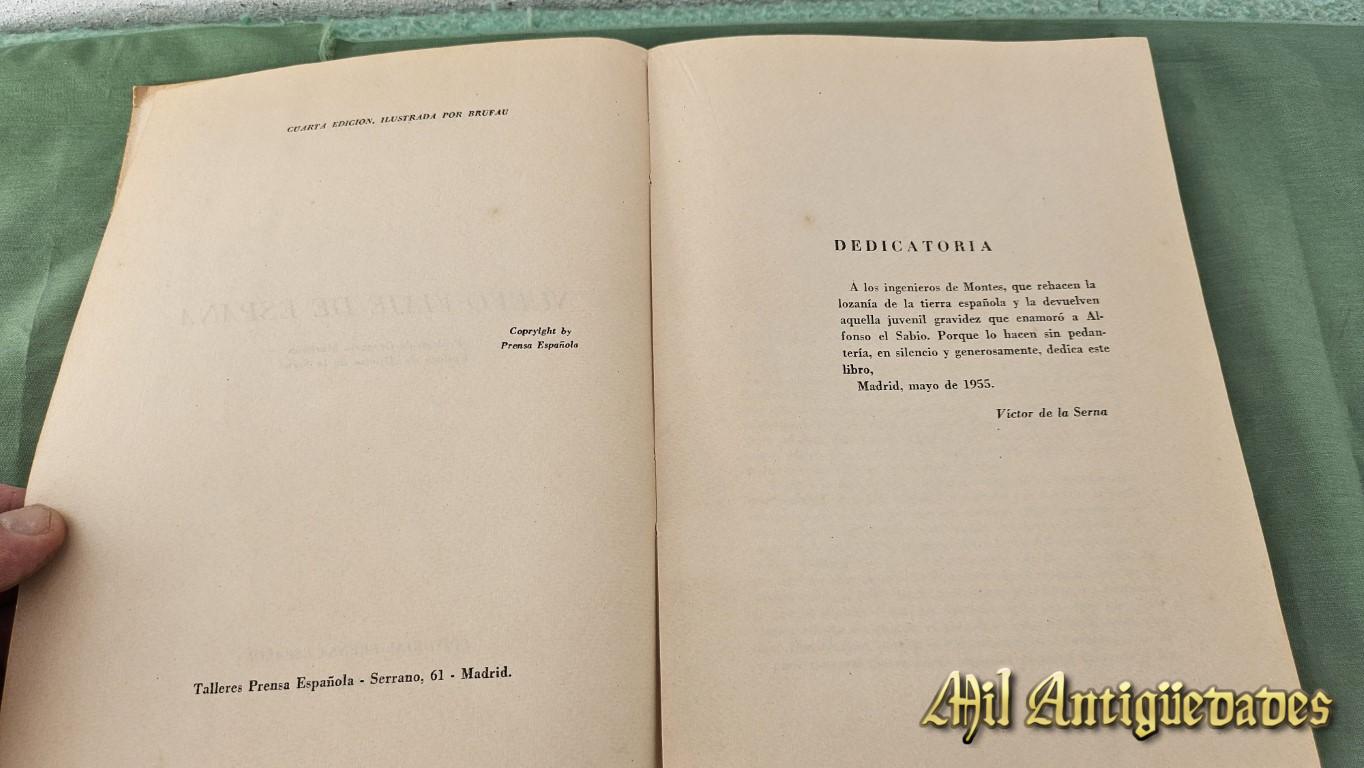 CUARTA EDICION, ILUSTRADA POR BRUFAU
Copryight by
Prensa Española
Talleres Prensa Española - Serrano, 61 - Madrid.
DEDICATORIA
A los ingenieros de Montes, que rehacen la
lozanía de la tierra española y la devuelven
aquella juvenil gravidez que enamoró a Al-
fonso el Sabio. Porque lo hacen sin pedan-
tería, en silencio y generosamente, dedica este
libro,
Madrid, mayo de 1955.
Víctor de la Serna
Mil Antigüedades